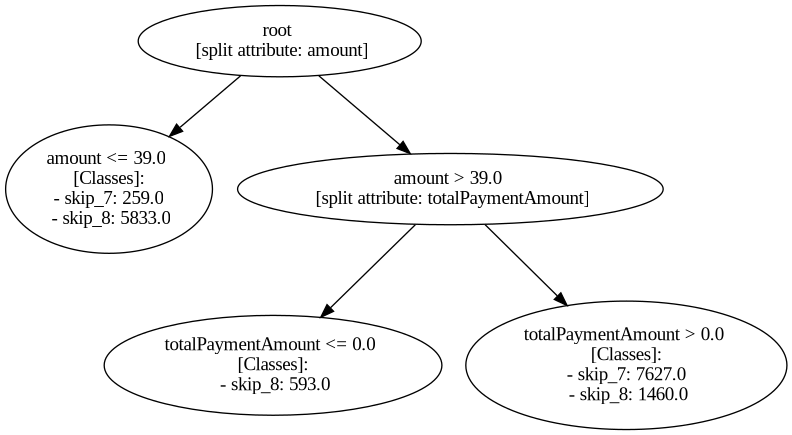 root
[split attribute: amount]
amount <= 39.0
[Classes]:
- skip_7: 259.0
- skip_8: 5833.0
amount > 39.0
[split attribute: totalPaymentAmount]
totalPaymentAmount <= 0.0
[Classes]:
- skip_8: 593.0
totalPaymentAmount > 0.0
[Classes]:
- skip_7: 7627.0
- skip_8: 1460.0